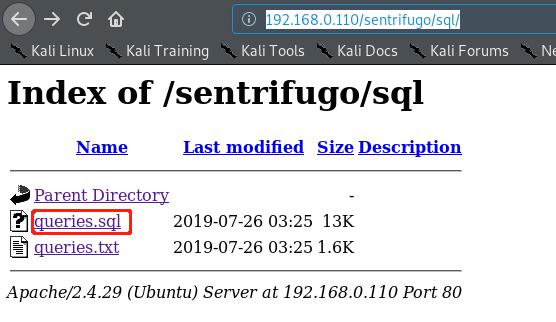 192.168.0.110/sentrifugo/sql/
Kali Linux Kali Training Kali Tools Kali Docs Kali Forums Ne
Index of /sentrifugo/sql
Name Last modified Size Description
Parent Directory -
queries.sql 2019-07-26 03:25 13K
queries.txt 2019-07-26 03:25 1.6K
Apache/2.4.29 (Ubuntu) Server at 192.168.0.110 Port 80